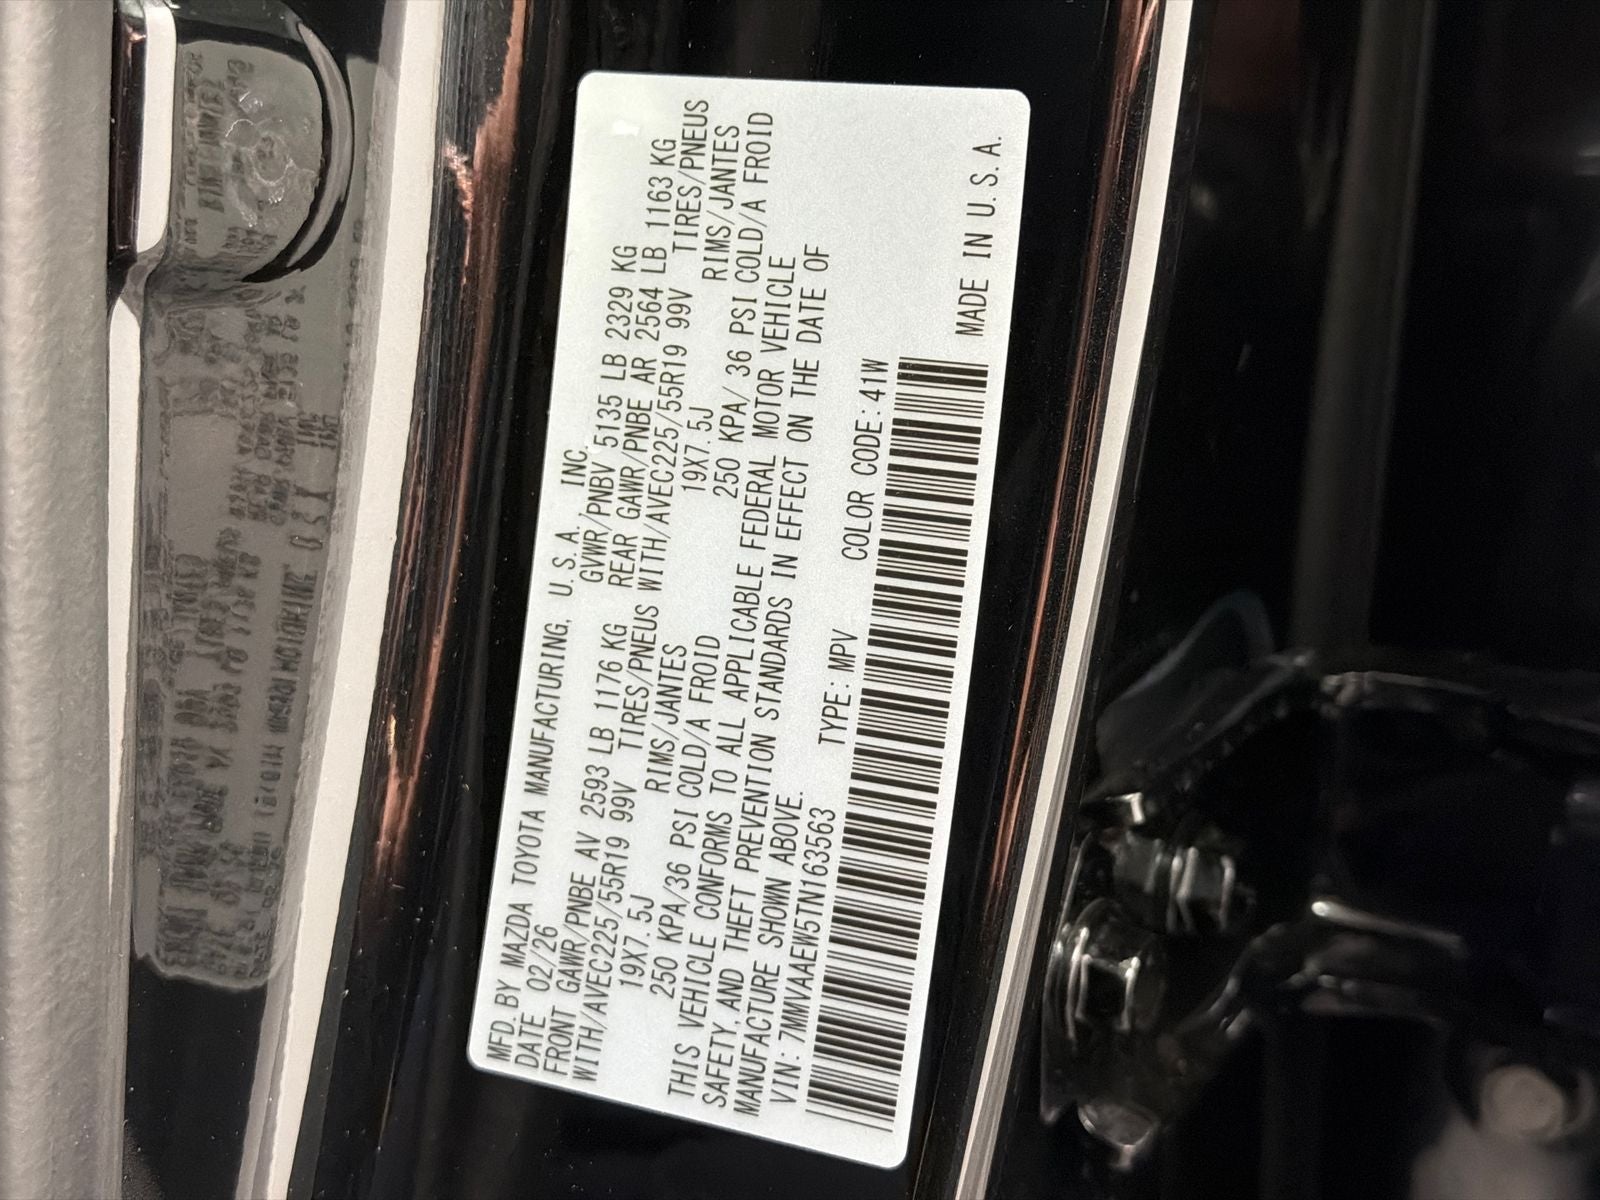 MFD. BY MAZDA TOYOTA MANUFACTURING, U.S.A. INC.
DATE 02/26 GVWR/PNBV 5135 LB 2329 KG
FRONT GAWR/PNBE AV 2593 LB 1176 KG REAR GAWR/PNBE AR 2564 LB 1163 KG
WITH/AVEC225/55R19 99V TIRES/PNEUS WITH/AVEC225/55R19 99V TIRES/PNEUS
19X7.5J RIMS/JANTES 19X7.5J RIMS/JANTES
250 KPA/36 PSI COLD/A FROID 250 KPA/ 36 PSI COLD/A FROID
THIS VEHICLE CONFORMS TO ALL APPLICABLE FEDERAL MOTOR VEHICLE
SAFETY, AND THEFT PREVENTION STANDARDS IN EFFECT ON THE DATE OF
MANUFACTURE SHOWN ABOVE.
VIN: 7MMVAAEW5TN163563 TYPE: MPV COLOR CODE: 41W
MADE IN U.S.A.